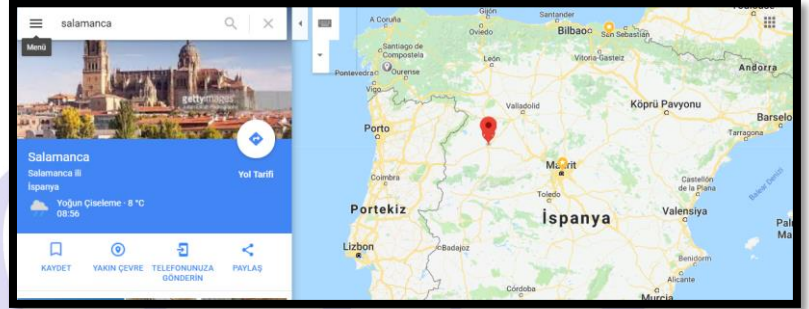 salamanca
Menü
gettyimages
Salamanca
Salamanca ili
İspanya
Yol Tarifi
Yoğun Çiseleme · 8 °C
08:56
KAYDET
YAKIN ÇEVRE
TELEFONUNUZA
GÖNDERİN
PAYLAŞ
A Coruña
Gijón
Oviedo
Santander
Bilbao
San Sebastián
Santiago de
Compostela
León
Vitoria-Gasteiz
Andorra
Pontevedra
Ourense
Vigo
Valladolid
Köprü Pavyonu
Barselo
Porto
Tarragona
Coimbra
Castellón
de la Plana
Balear Denizi
Toledo
Portekiz
İspanya
Valensiya
Pal
Ma
Lizbon
Badajoz
Benidorm
Alicante
Córdoba
Murcia